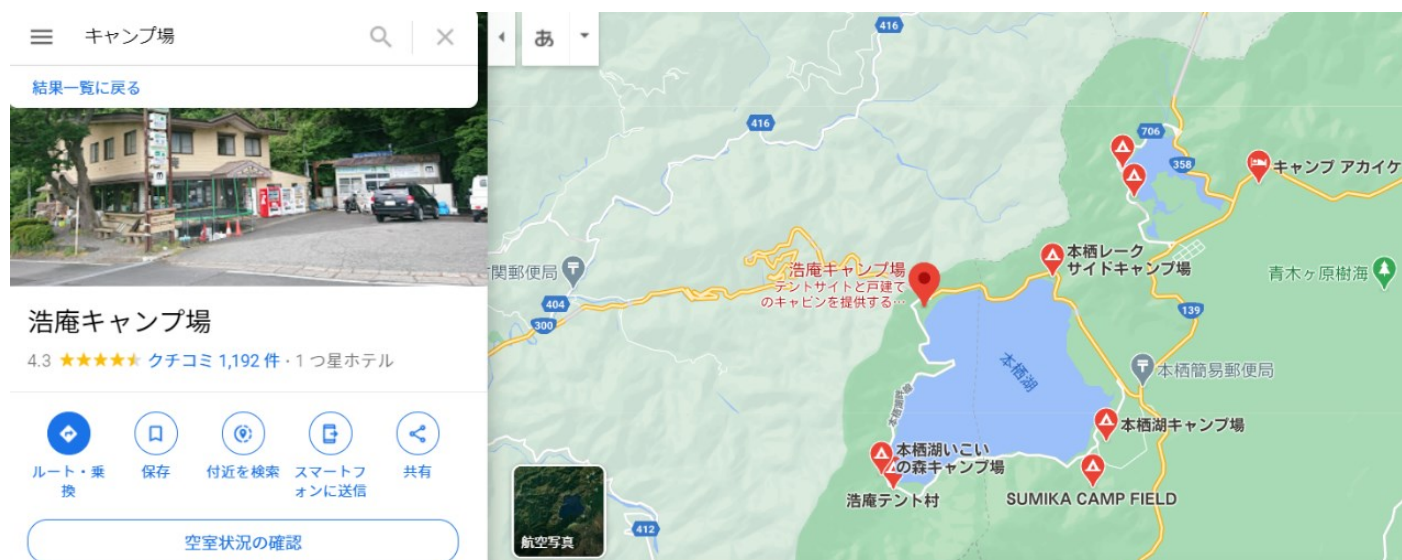 キャンプ場
結果一覧に戻る
浩庵キャンプ場
4.3
クチコミ 1,192 件 · 1 つ星ホテル
ルート・乗
換
保存
付近を検索
スマートフ
ォンに送信
共有
空室状況の確認
あ
416
416
706
358
キャンプ アカイケ
本栖レーク
サイドキャンプ場
青木ヶ原樹海
関郵便局
浩庵キャンプ場
テントサイトと戸建て
のキャビンを提供する…
404
300
139
本栖湖
本栖簡易郵便局
本栖湖キャンプ場
本栖湖いこい
の森キャンプ場
浩庵テント村
SUMIKA CAMP FIELD
412
航空写真